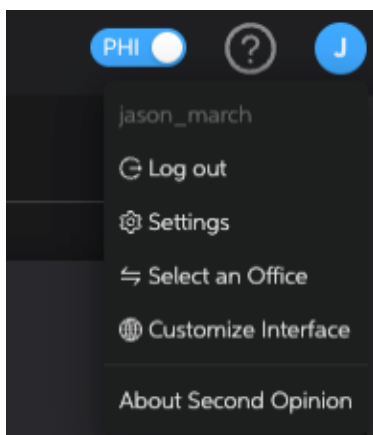 PHI
?
J
jason_march
Log out
Settings
Select an Office
Customize Interface
About Second Opinion